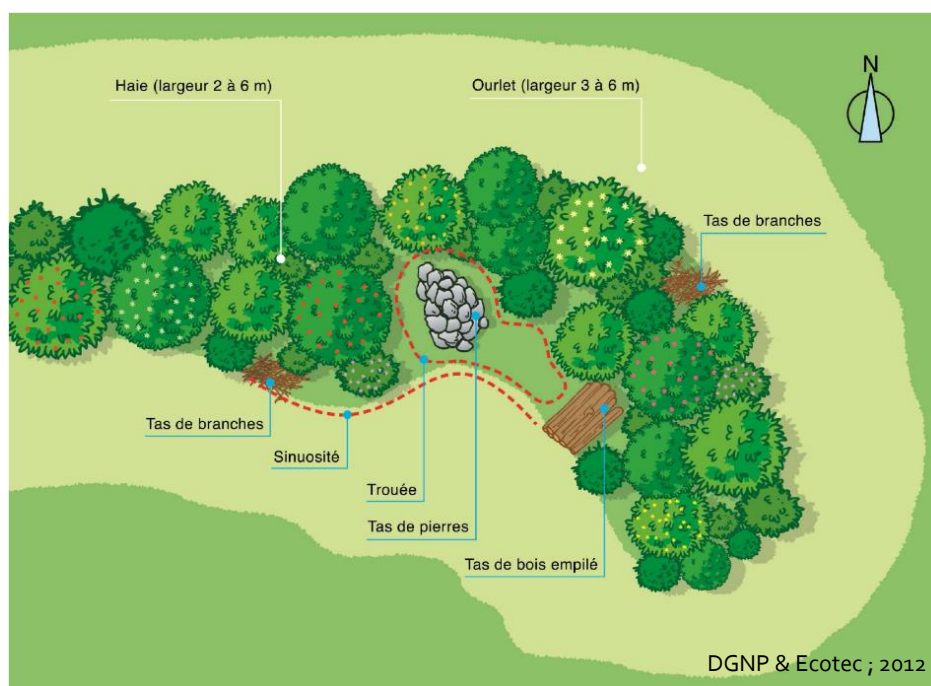 N
Haie (largeur 2 à 6 m)
Ourlet (largeur 3 à 6 m)
Tas de branches
Tas de branches
Sinuosité
Trouée
Tas de pierres
Tas de bois empilé
DGNP & Ecotec ; 2012